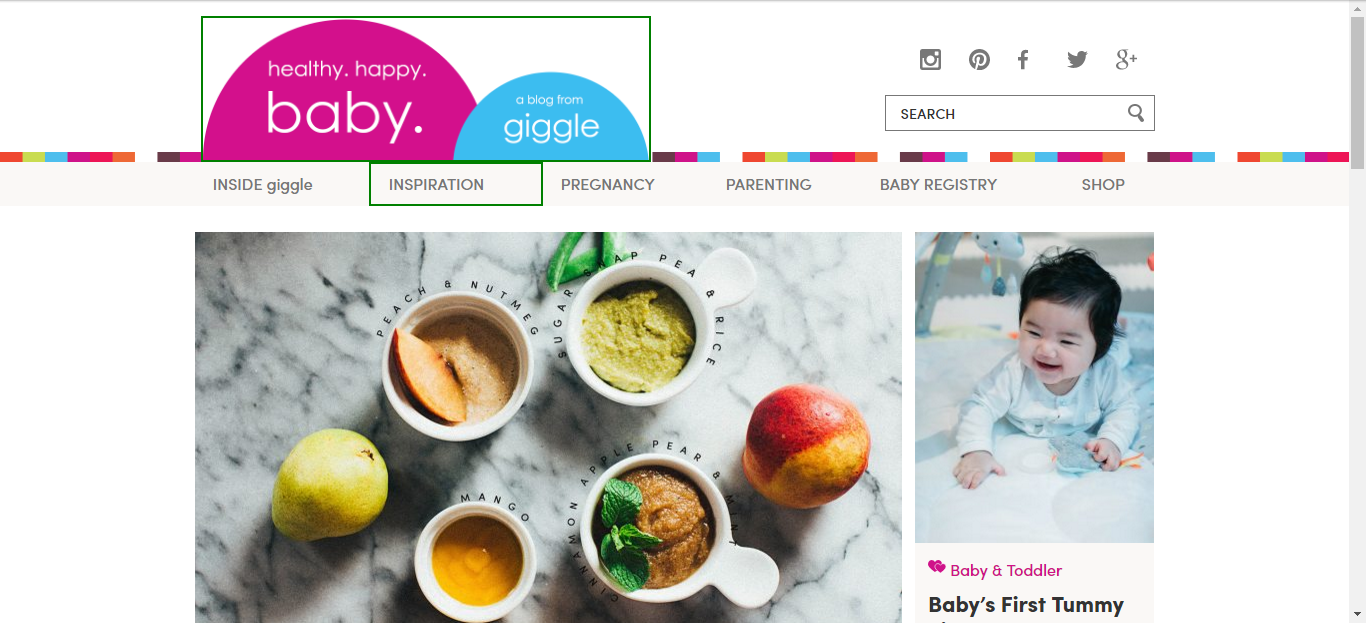 healthy. happy.
baby.
a blog from
giggle
SEARCH
INSIDE giggle
INSPIRATION
PREGNANCY
PARENTING
BABY REGISTRY
SHOP
PEACH & NUTMEG
SUGAR SNAP PEA & RICE
MANGO
CINNAMON APPLE PEAR & MINT
Baby & Toddler
Baby’s First Tummy